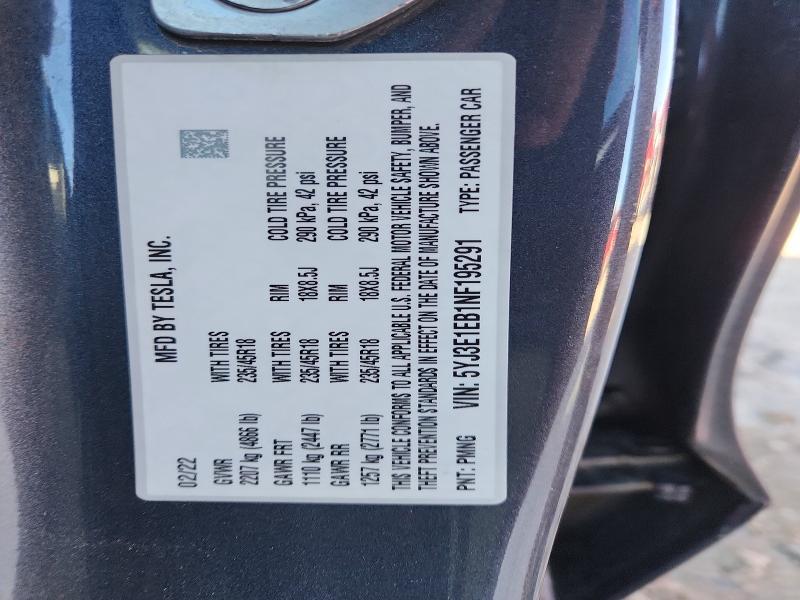 MFD BY TESLA, INC.
02/22
GVWR WITH TIRES
2207 kg (4866 lb) 235/45R18
GAWR FRT WITH TIRES RIM COLD TIRE PRESSURE
1110 kg (2447 lb) 235/45R18 18X8.5J 290 kPa, 42 psi
GAWR RR WITH TIRES RIM COLD TIRE PRESSURE
1257 kg (2771 lb) 235/45R18 18X8.5J 290 kPa, 42 psi
THIS VEHICLE CONFORMS TO ALL APPLICABLE U.S. FEDERAL MOTOR VEHICLE SAFETY, BUMPER, AND
THEFT PREVENTION STANDARDS IN EFFECT ON THE DATE OF MANUFACTURE SHOWN ABOVE.
PNT: PMNG VIN: 5YJ3E1EB1NF195291 TYPE: PASSENGER CAR